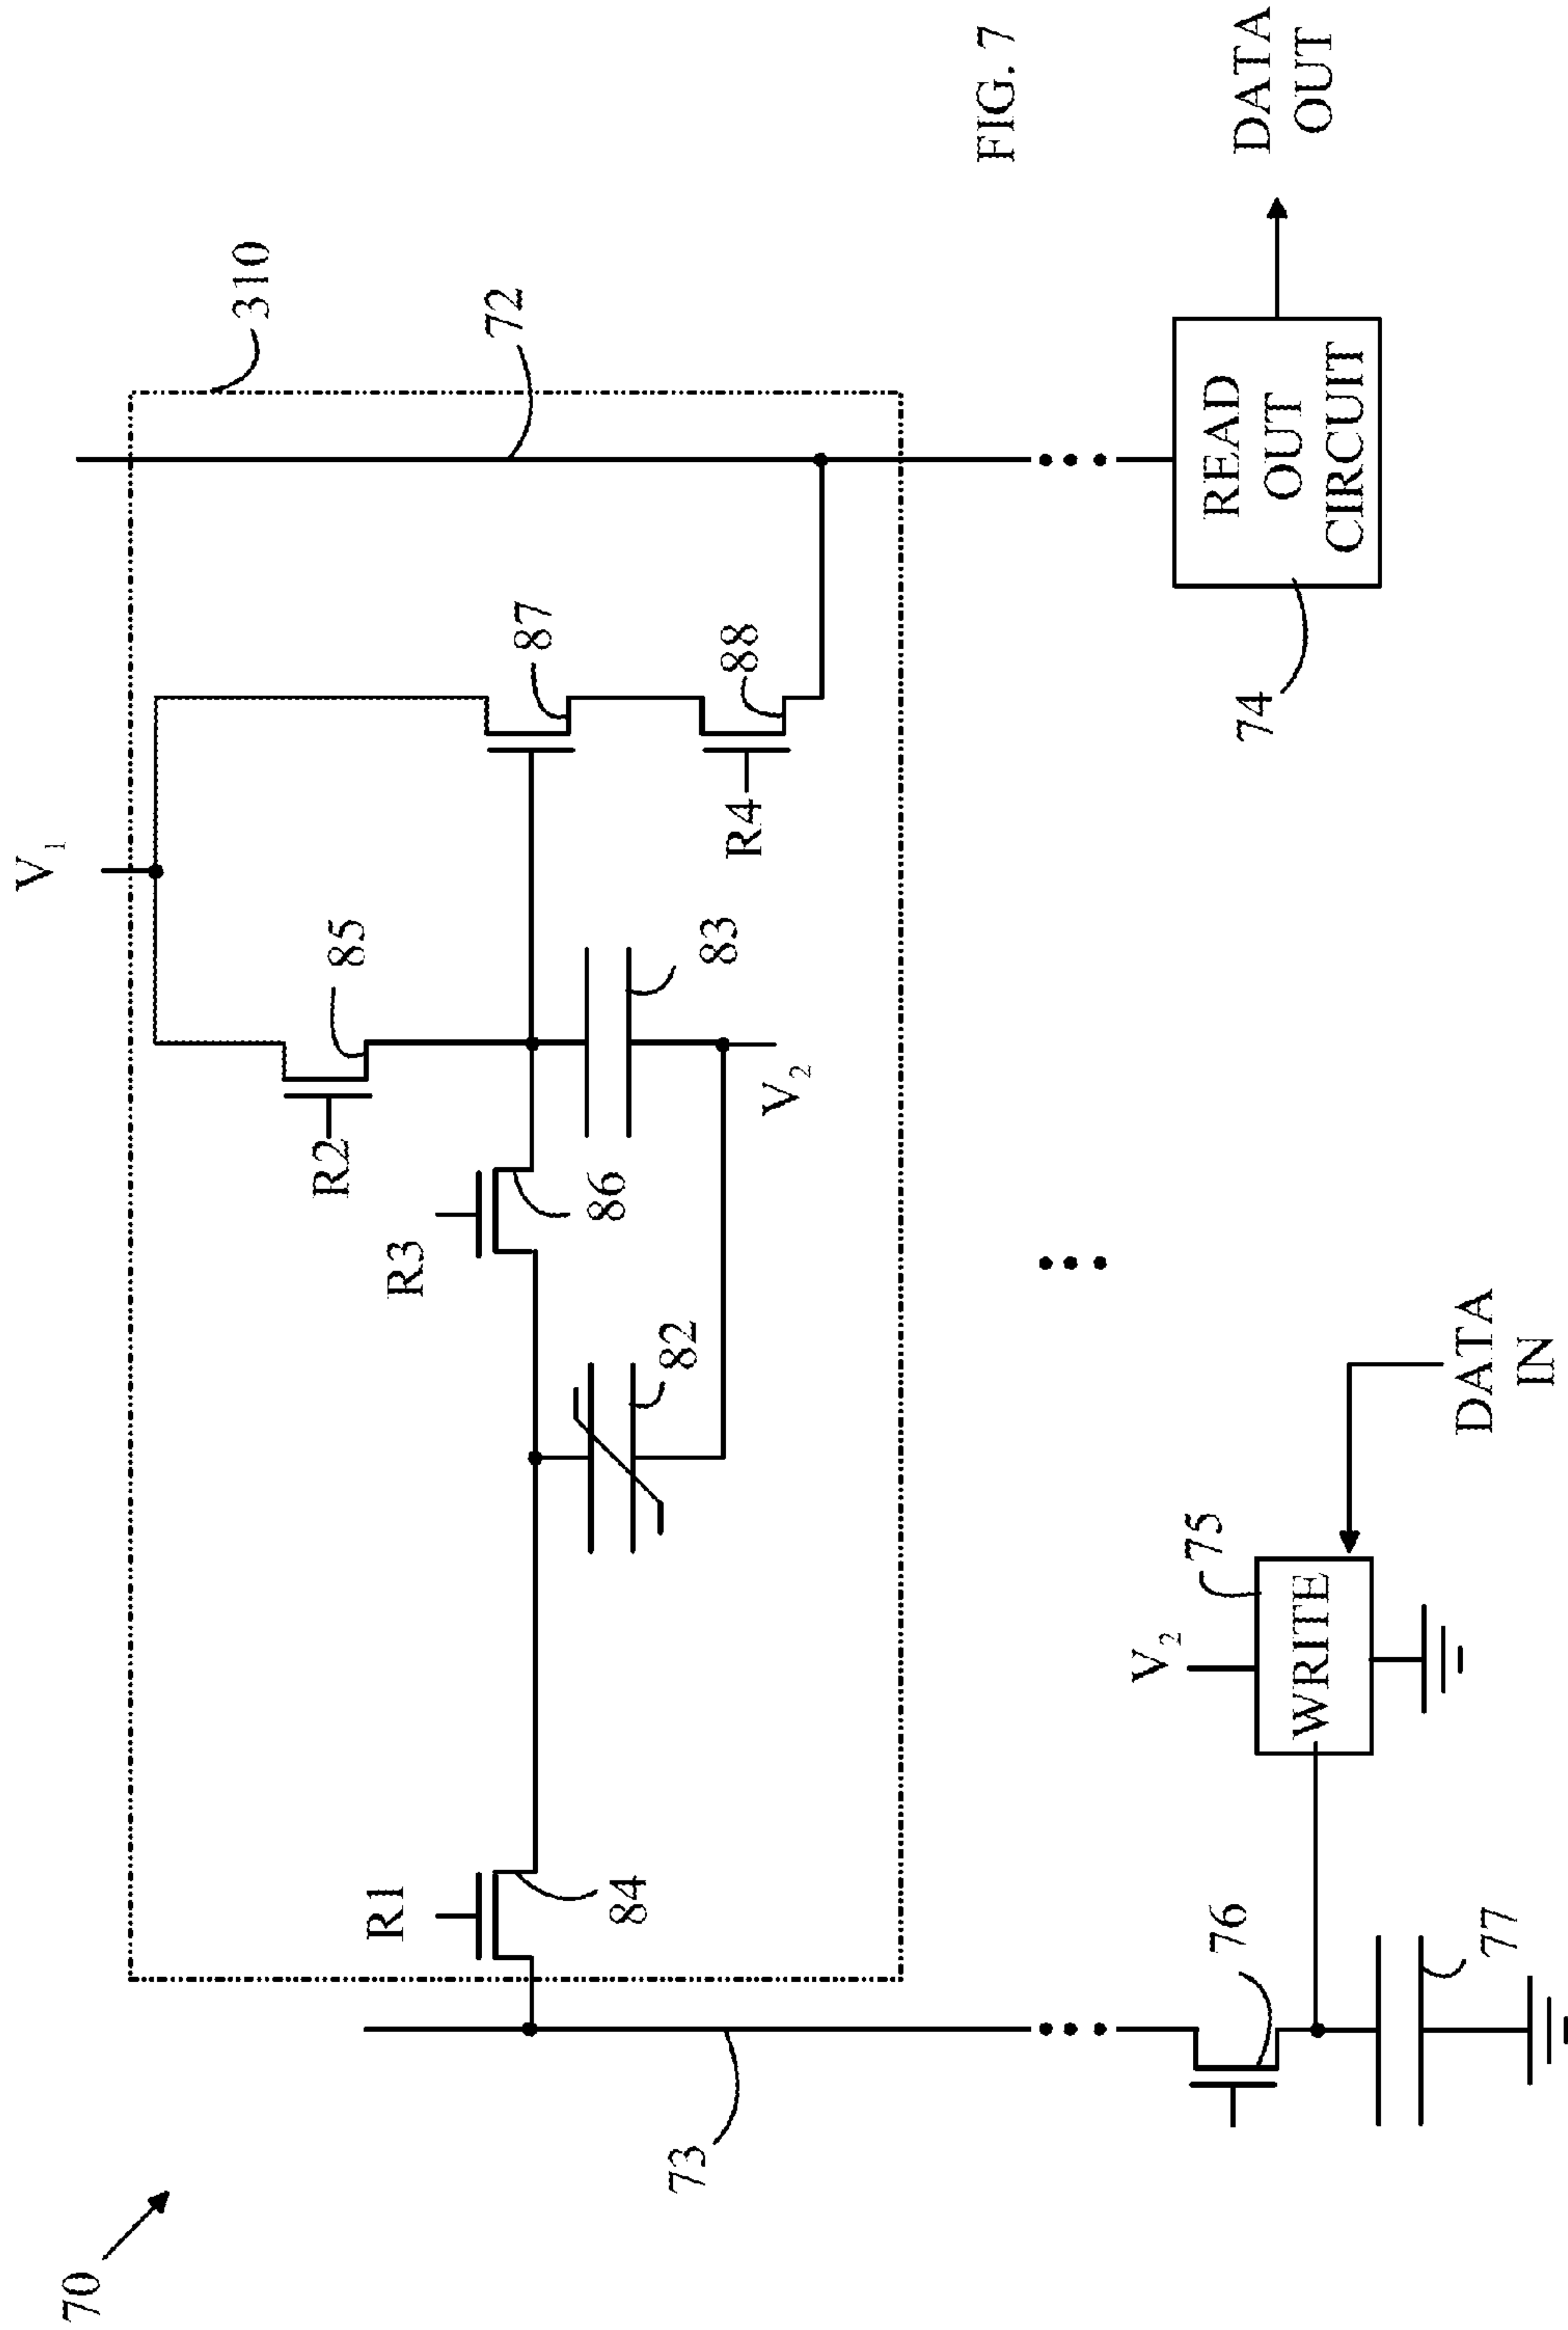 V₁
70
310
R2
85
R1
R3
72
87
86
84
82
73
83
88
R4
V₂
FIG. 7
V₂
75
76
74
READ
OUT
CIRCUIT
DATA
OUT
WRITE
DATA
IN
77